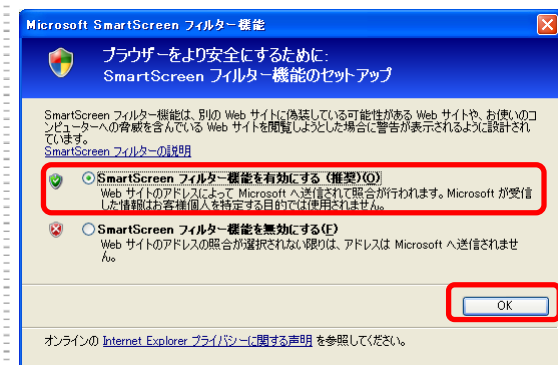 Microsoft SmartScreen フィルター機能
ブラウザーをより安全にするために:
SmartScreen フィルター機能のセットアップ
SmartScreen フィルター機能は、別の Web サイトに偽装している可能性がある Web サイトや、お使いのコ
ンピューターへの脅威を含んでいる Web サイトを閲覧しようとした場合に警告が表示されるように設計され
ています。
SmartScreen フィルターの説明
SmartScreen フィルター機能を有効にする (推奨)(O)
Web サイトのアドレスによって Microsoft へ送信されて照合が行われます。Microsoft が受信
した情報はお客様個人を特定する目的では使用されません。
SmartScreen フィルター機能を無効にする(F)
Web サイトのアドレスの照合が選択されない限りは、アドレスは Microsoft へ送信されませ
ん。
OK
オンラインの Internet Explorer プライバシーに関する声明 を参照してください。